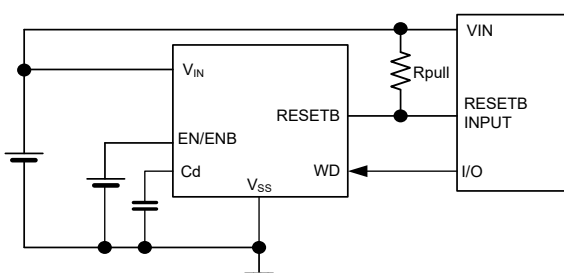 VIN
VIN
Rpull
RESETB
RESETB
INPUT
EN/ENB
Cd
VSS
WD
I/O